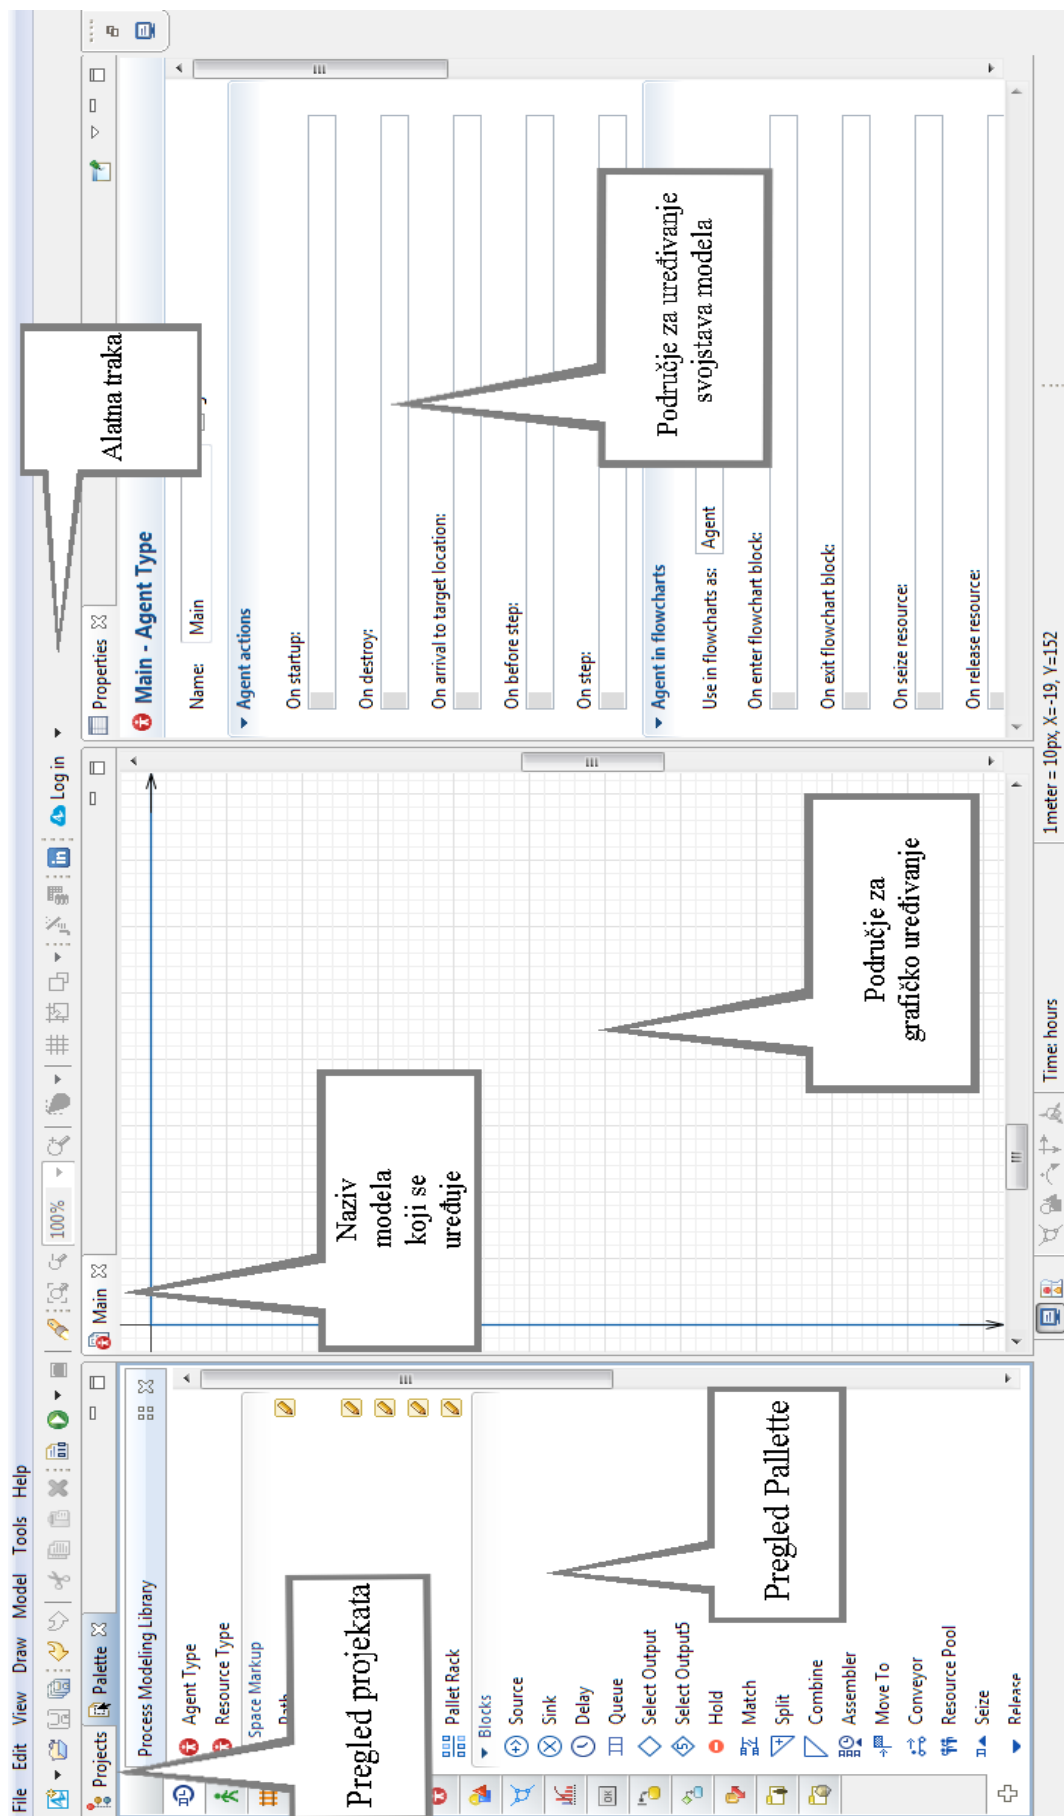 File Edit View Draw Model Tools Help
100%
Log in
Projects
Palette
Main
Properties
Process Modeling Library
Agent Type
Resource Type
Space Markup
Path
Pallet Rack
Blocks
Source
Sink
Delay
Queue
Select Output
Select Output5
Hold
Match
Split
Combine
Assembler
Move To
Conveyor
Resource Pool
Seize
Release
Pregled projekata
Pregled Pallette
Naziv
modela
koji se
uređuje
Područje za
grafičko uređivanje
Alatna traka
Main - Agent Type
Name: Main
Agent actions
On startup:
On destroy:
On arrival to target location:
On before step:
On step:
Područje za uređivanje
svojstava modela
Agent in flowcharts
Use in flowcharts as: Agent
On enter flowchart block:
On exit flowchart block:
On seize resource:
On release resource:
Time: hours
1 meter = 10px, X=-19, Y=152